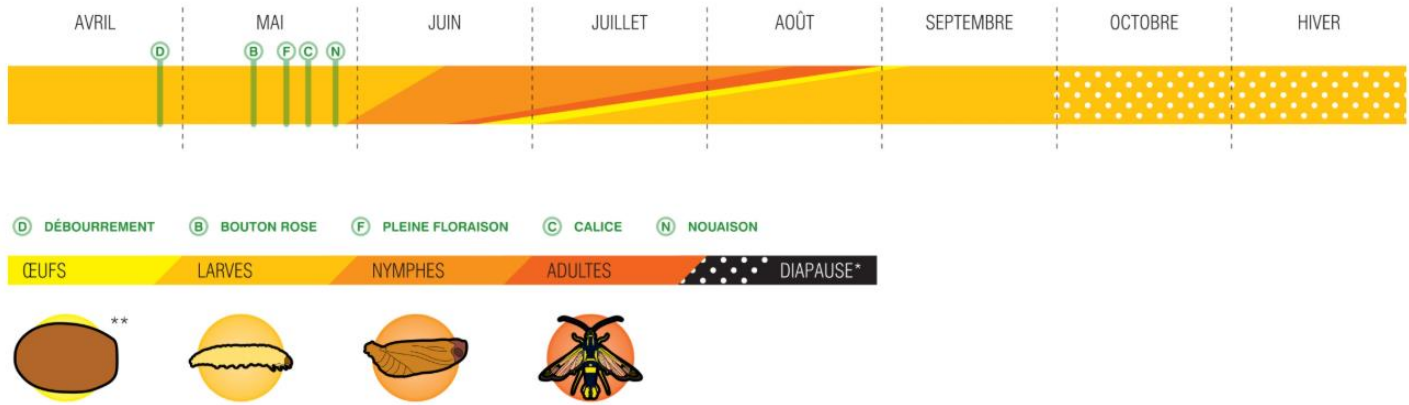 AVRIL MAI JUIN JUILLET AOÛT SEPTEMBRE OCTOBRE HIVER
D B F C N
D DÉBOURREMENT B BOUTON ROSE F PLEINE FLORAISON C CALICE N NOUAISON
ŒUFS LARVES NYMPHES ADULTES DIAPAUSE*
**